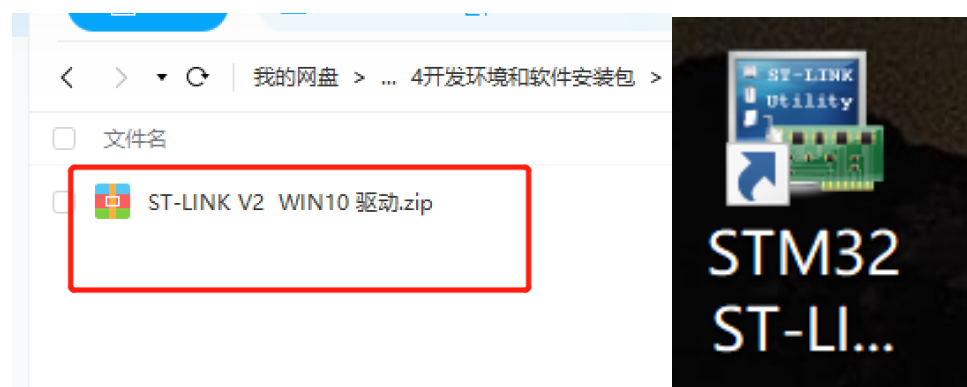 我的网盘 > ... 4开发环境和软件安装包 >
文件名
ST-LINK V2 WIN10 驱动.zip
ST-LINK
Utility
STM32
ST-LI...